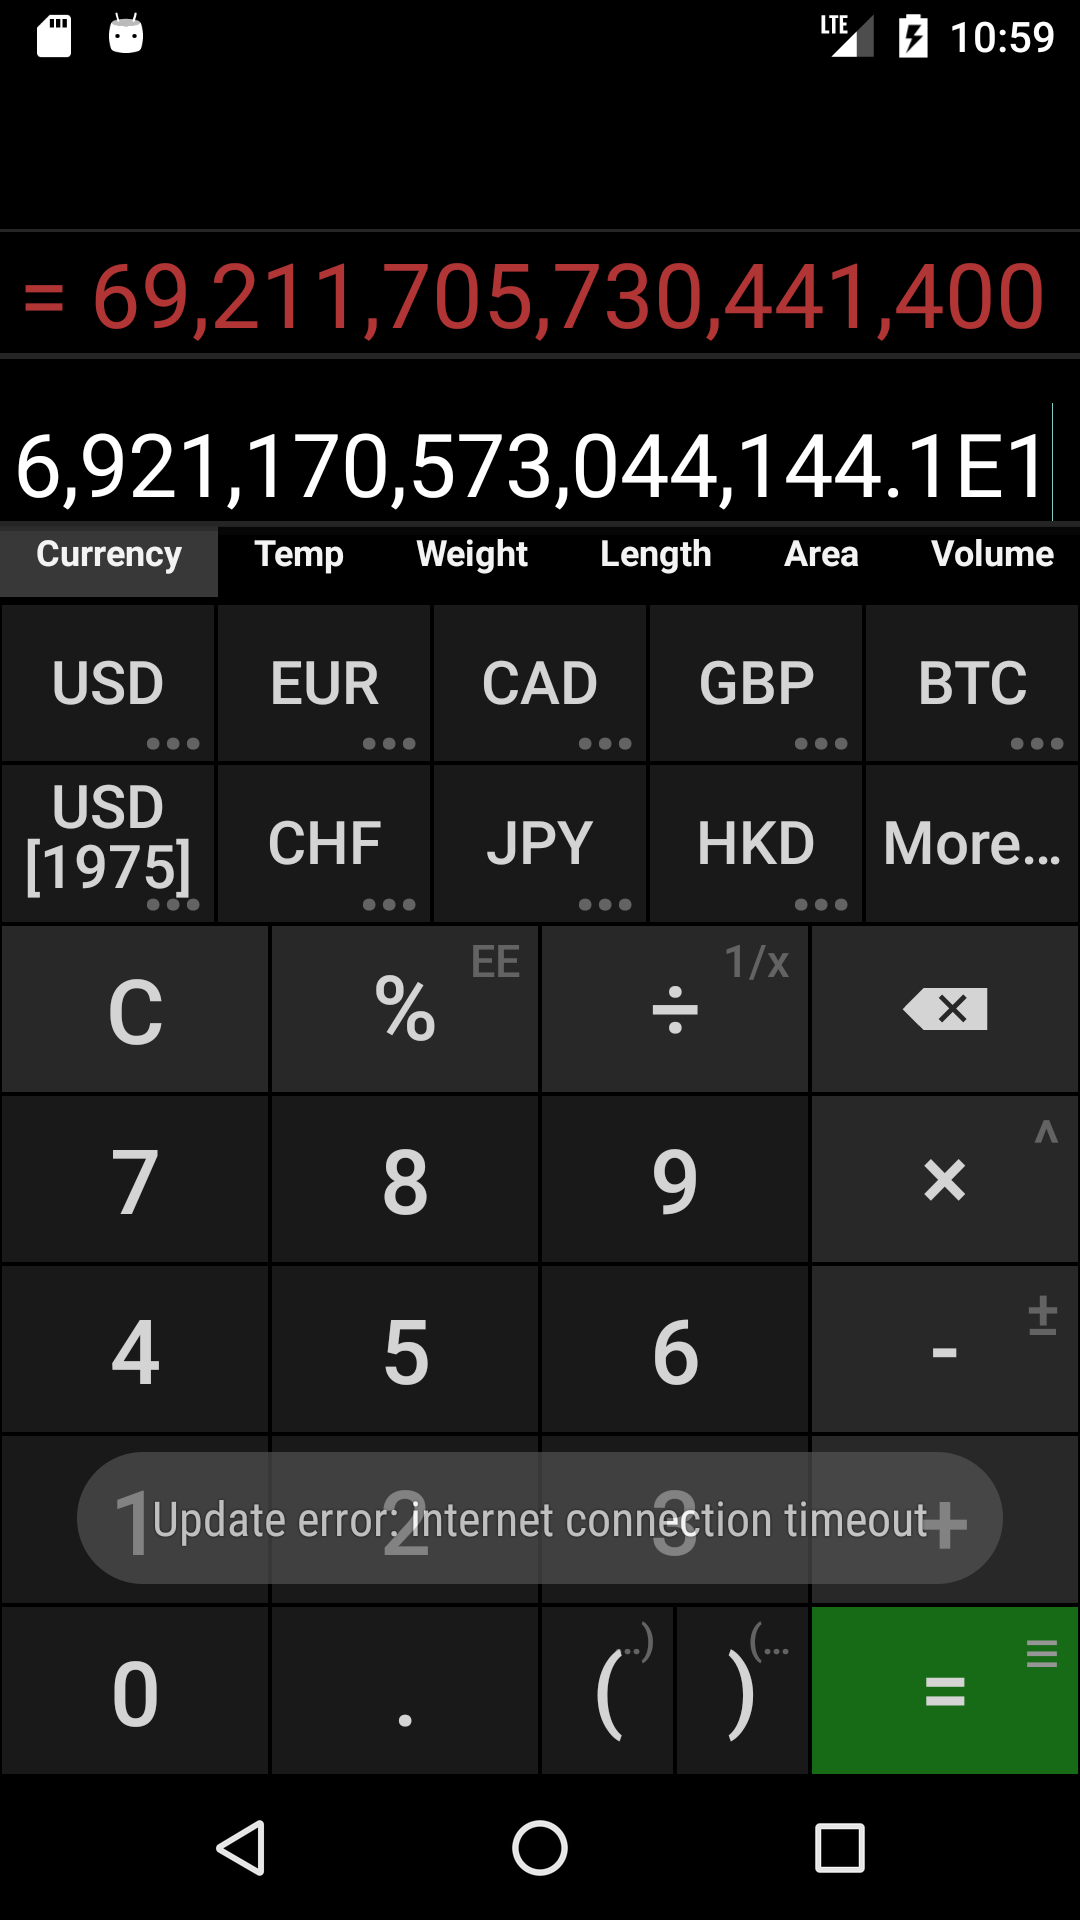 LTE 10:59
= 69,211,705,730,441,400
6,921,170,573,044,144.1E1
Currency Temp Weight Length Area Volume
USD EUR CAD GBP BTC
USD [1975] CHF JPY HKD More...
C % EE ÷ 1/x
7 8 9 × ^
4 5 6 - ±
1 2 3 +
Update error: internet connection timeout
0 . ( ..) ) (... =